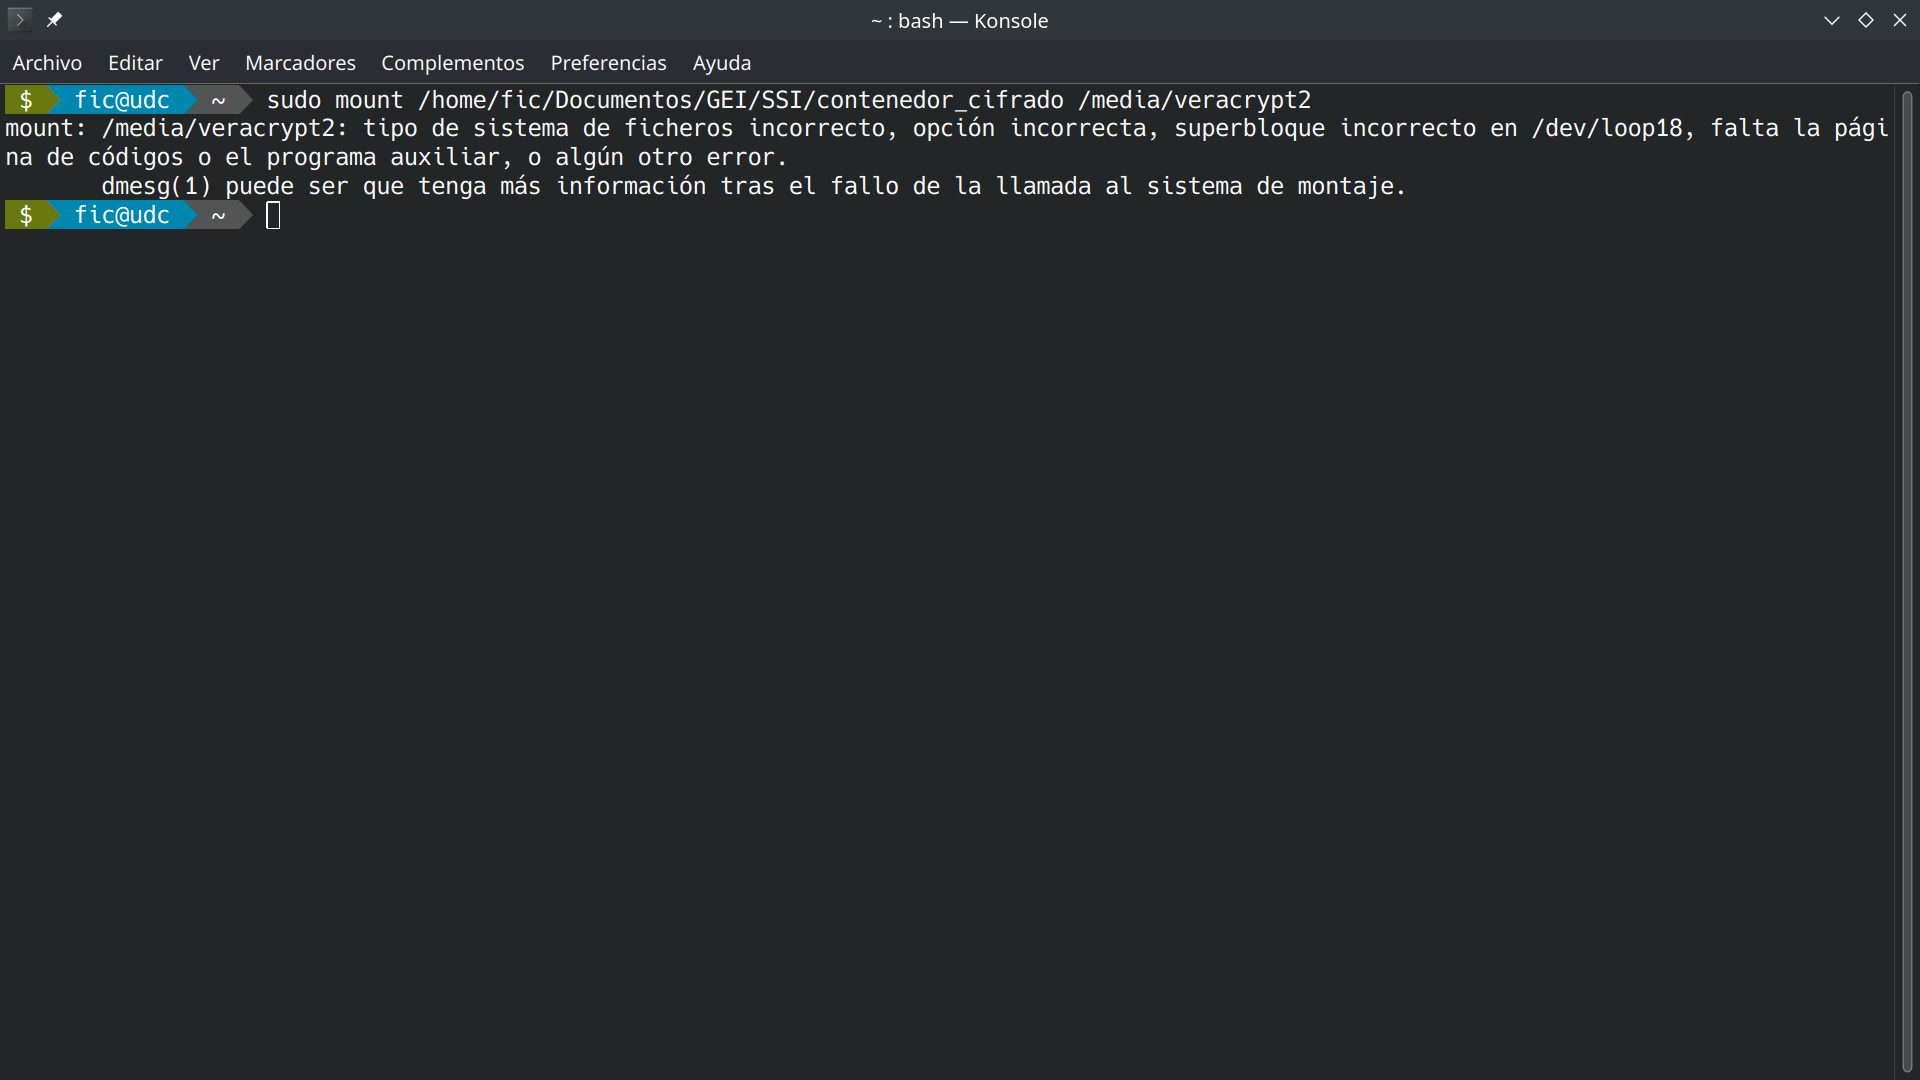 ~ : bash — Konsole
Archivo Editar Ver Marcadores Complementos Preferencias Ayuda
$ fic@udc ~ sudo mount /home/fic/Documentos/GEI/SSI/contenedor_cifrado /media/veracrypt2
mount: /media/veracrypt2: tipo de sistema de ficheros incorrecto, opción incorrecta, superbloque incorrecto en /dev/loop18, falta la pági
na de códigos o el programa auxiliar, o algún otro error.
dmesg(1) puede ser que tenga más información tras el fallo de la llamada al sistema de montaje.
$ fic@udc ~